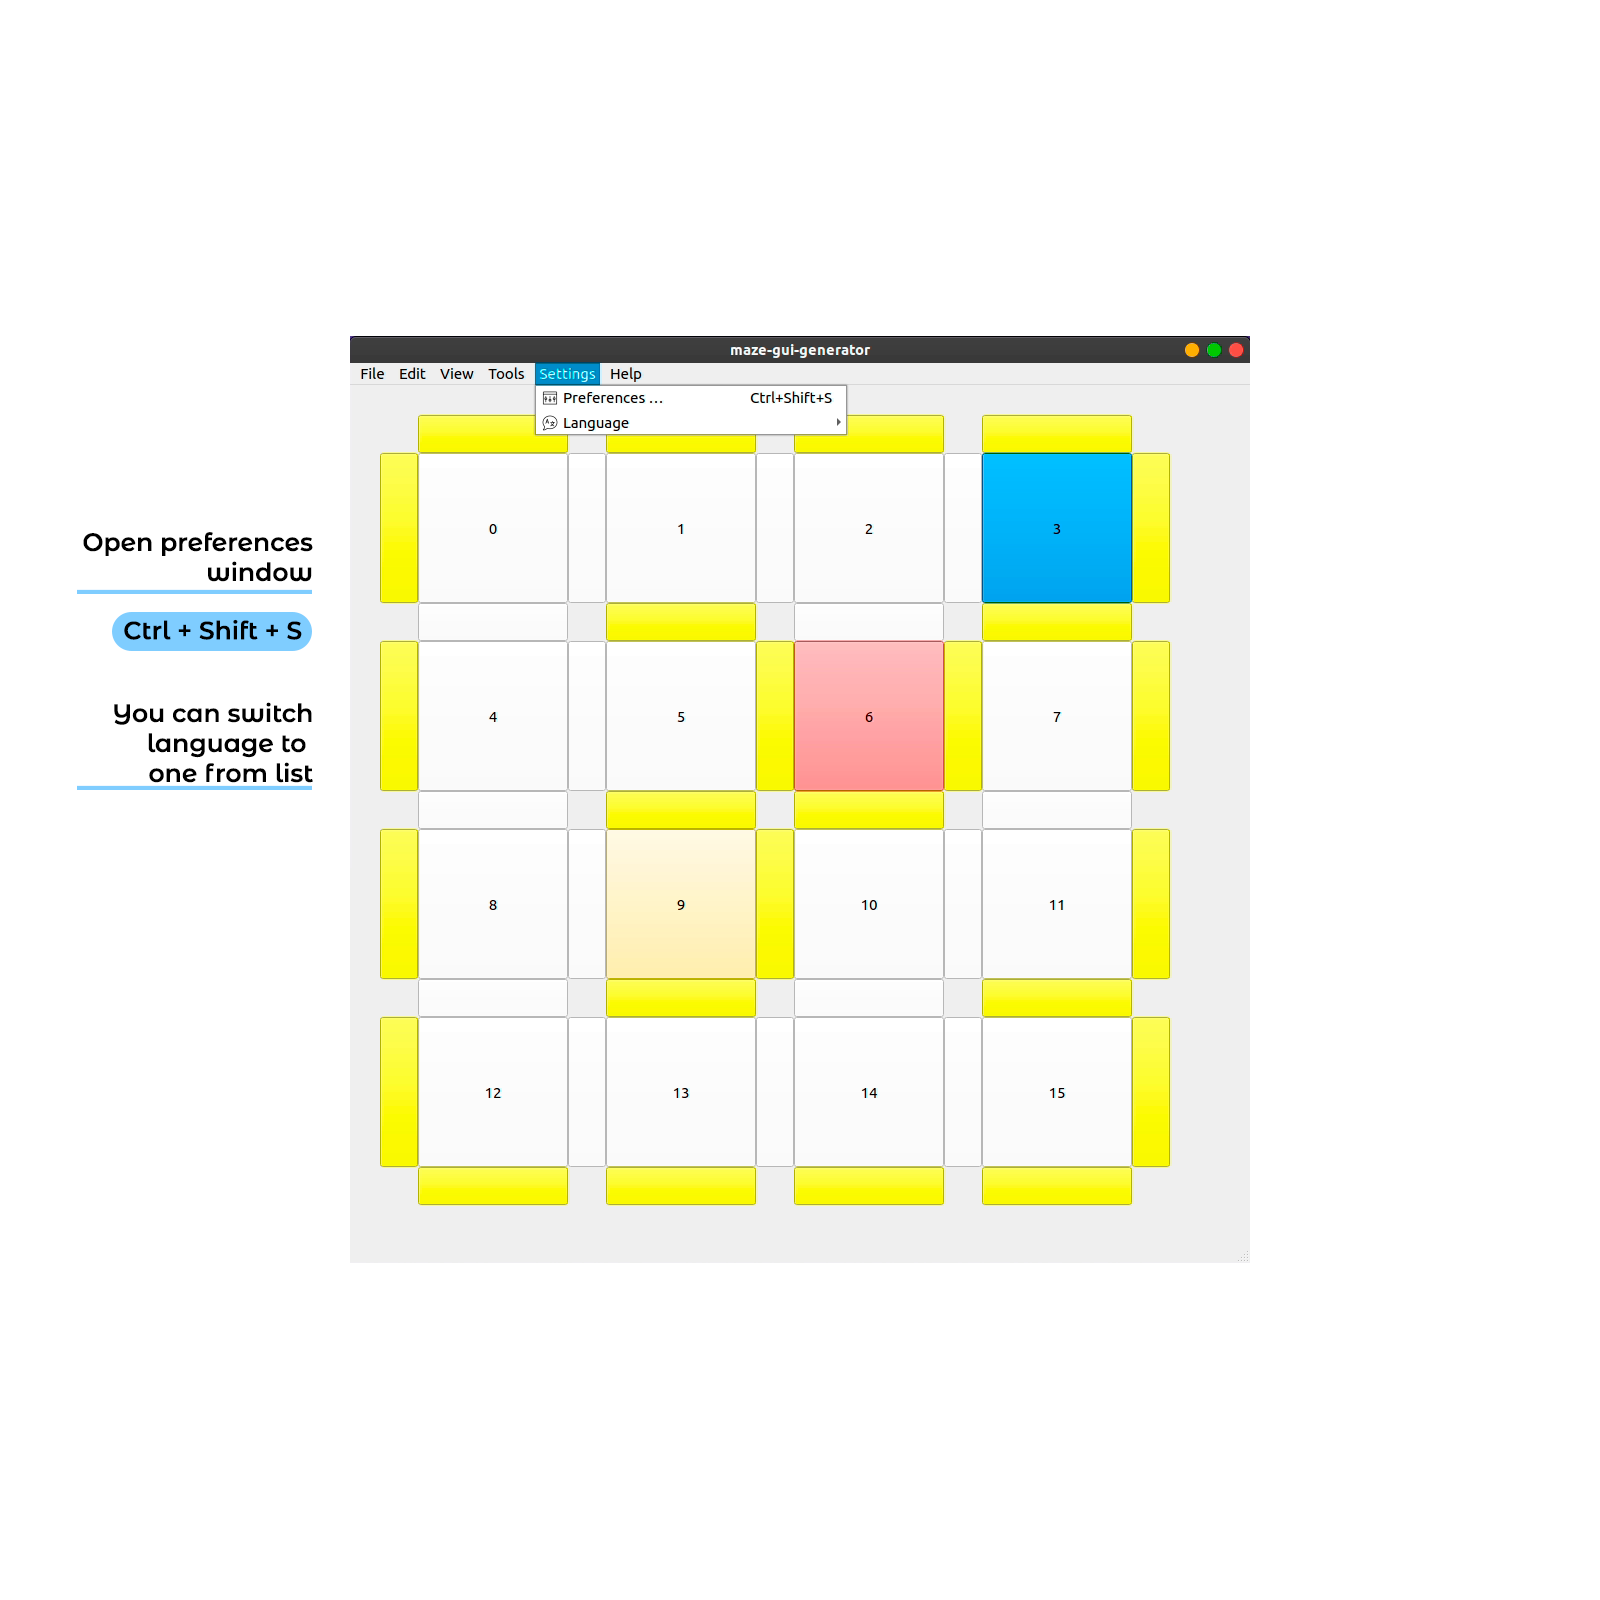 maze-gui-generator
File Edit View Tools Settings Help
Preferences ... Ctrl+Shift+S
Language
Open preferences
window
Ctrl + Shift + S
You can switch
language to
one from list
0 1 2 3
4 5 6 7
8 9 10 11
12 13 14 15